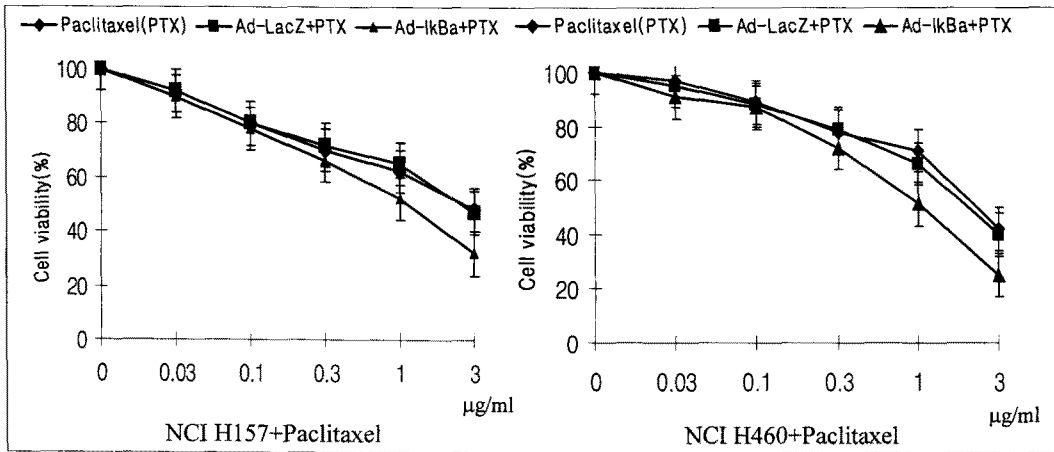 Paclitaxel(PTX) Ad-LacZ+PTX Ad-IkBa+PTX Paclitaxel(PTX) Ad-LacZ+PTX Ad-IkBa+PTX
Cell viability(%)
100
80
60
40
20
0
0 0.03 0.1 0.3 1 3
μg/ml
NCI H157+Paclitaxel
Cell viability(%)
100
80
60
40
20
0
0 0.03 0.1 0.3 1 3
μg/ml
NCI H460+Paclitaxel